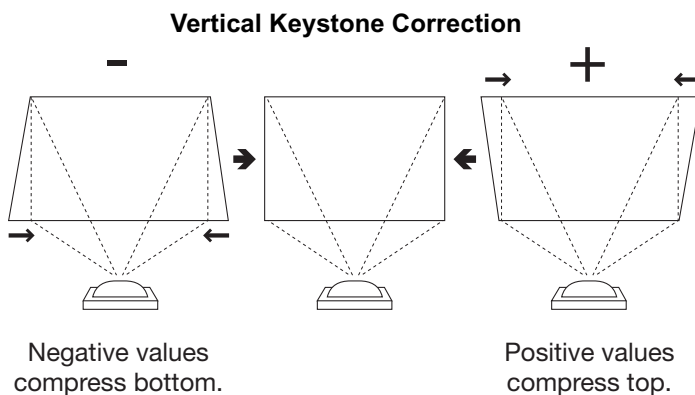 Vertical Keystone Correction
- +
Negative values
compress bottom.
Positive values
compress top.